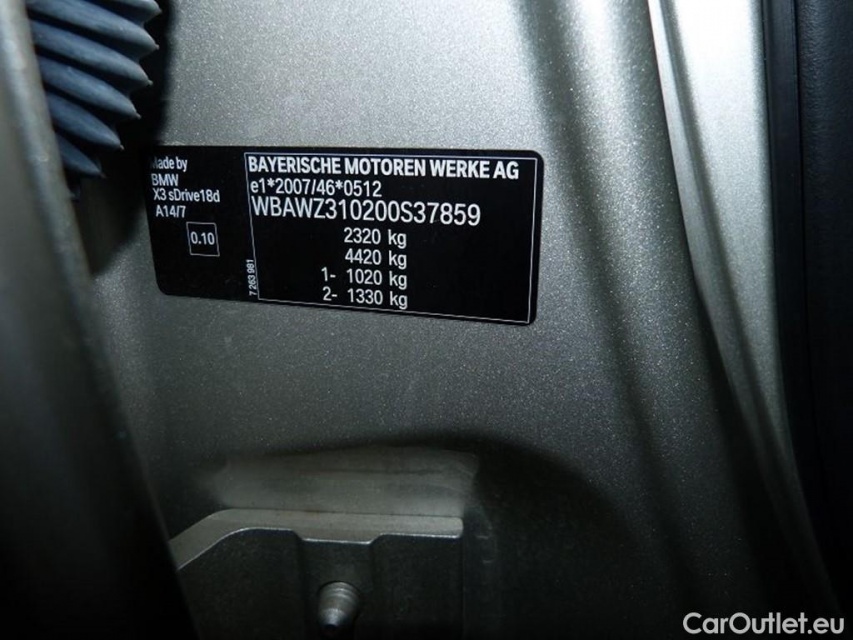 Made by
BMW
X3 sDrive18d
A14/7
0.10
7 263 981
BAYERISCHE MOTOREN WERKE AG
e1*2007/46*0512
WBAWZ310200S37859
2320 kg
4420 kg
1- 1020 kg
2- 1330 kg
CarOutlet.eu